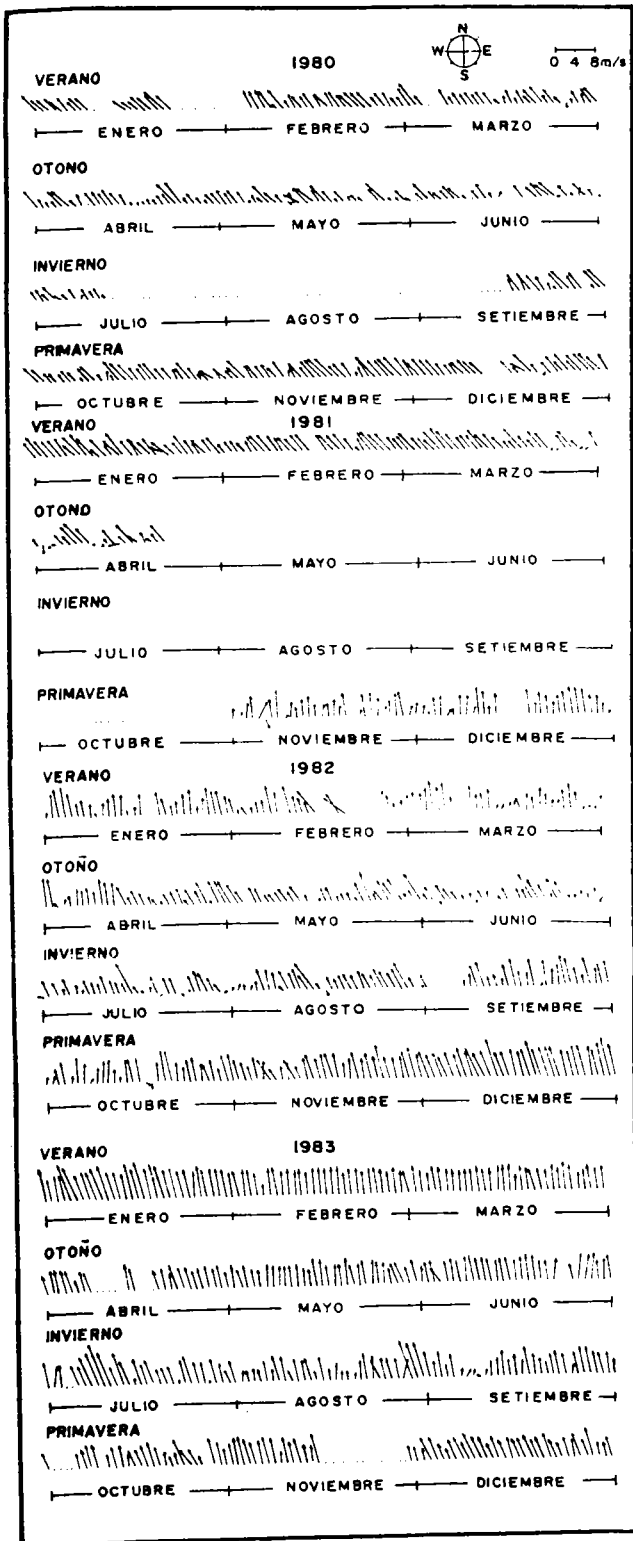 N
1980
W E
S
0 4 8m/s
VERANO
ENERO FEBRERO MARZO
OTONO
ABRIL MAYO JUNIO
INVIERNO
JULIO AGOSTO SETIEMBRE
PRIMAVERA
OCTUBRE NOVIEMBRE DICIEMBRE
VERANO 1981
ENERO FEBRERO MARZO
OTONO
ABRIL MAYO JUNIO
INVIERNO
JULIO AGOSTO SETIEMBRE
PRIMAVERA
OCTUBRE NOVIEMBRE DICIEMBRE
VERANO 1982
ENERO FEBRERO MARZO
OTOÑO
ABRIL MAYO JUNIO
INVIERNO
JULIO AGOSTO SETIEMBRE
PRIMAVERA
OCTUBRE NOVIEMBRE DICIEMBRE
VERANO 1983
ENERO FEBRERO MARZO
OTOÑO
ABRIL MAYO JUNIO
INVIERNO
JULIO AGOSTO SETIEMBRE
PRIMAVERA
OCTUBRE NOVIEMBRE DICIEMBRE